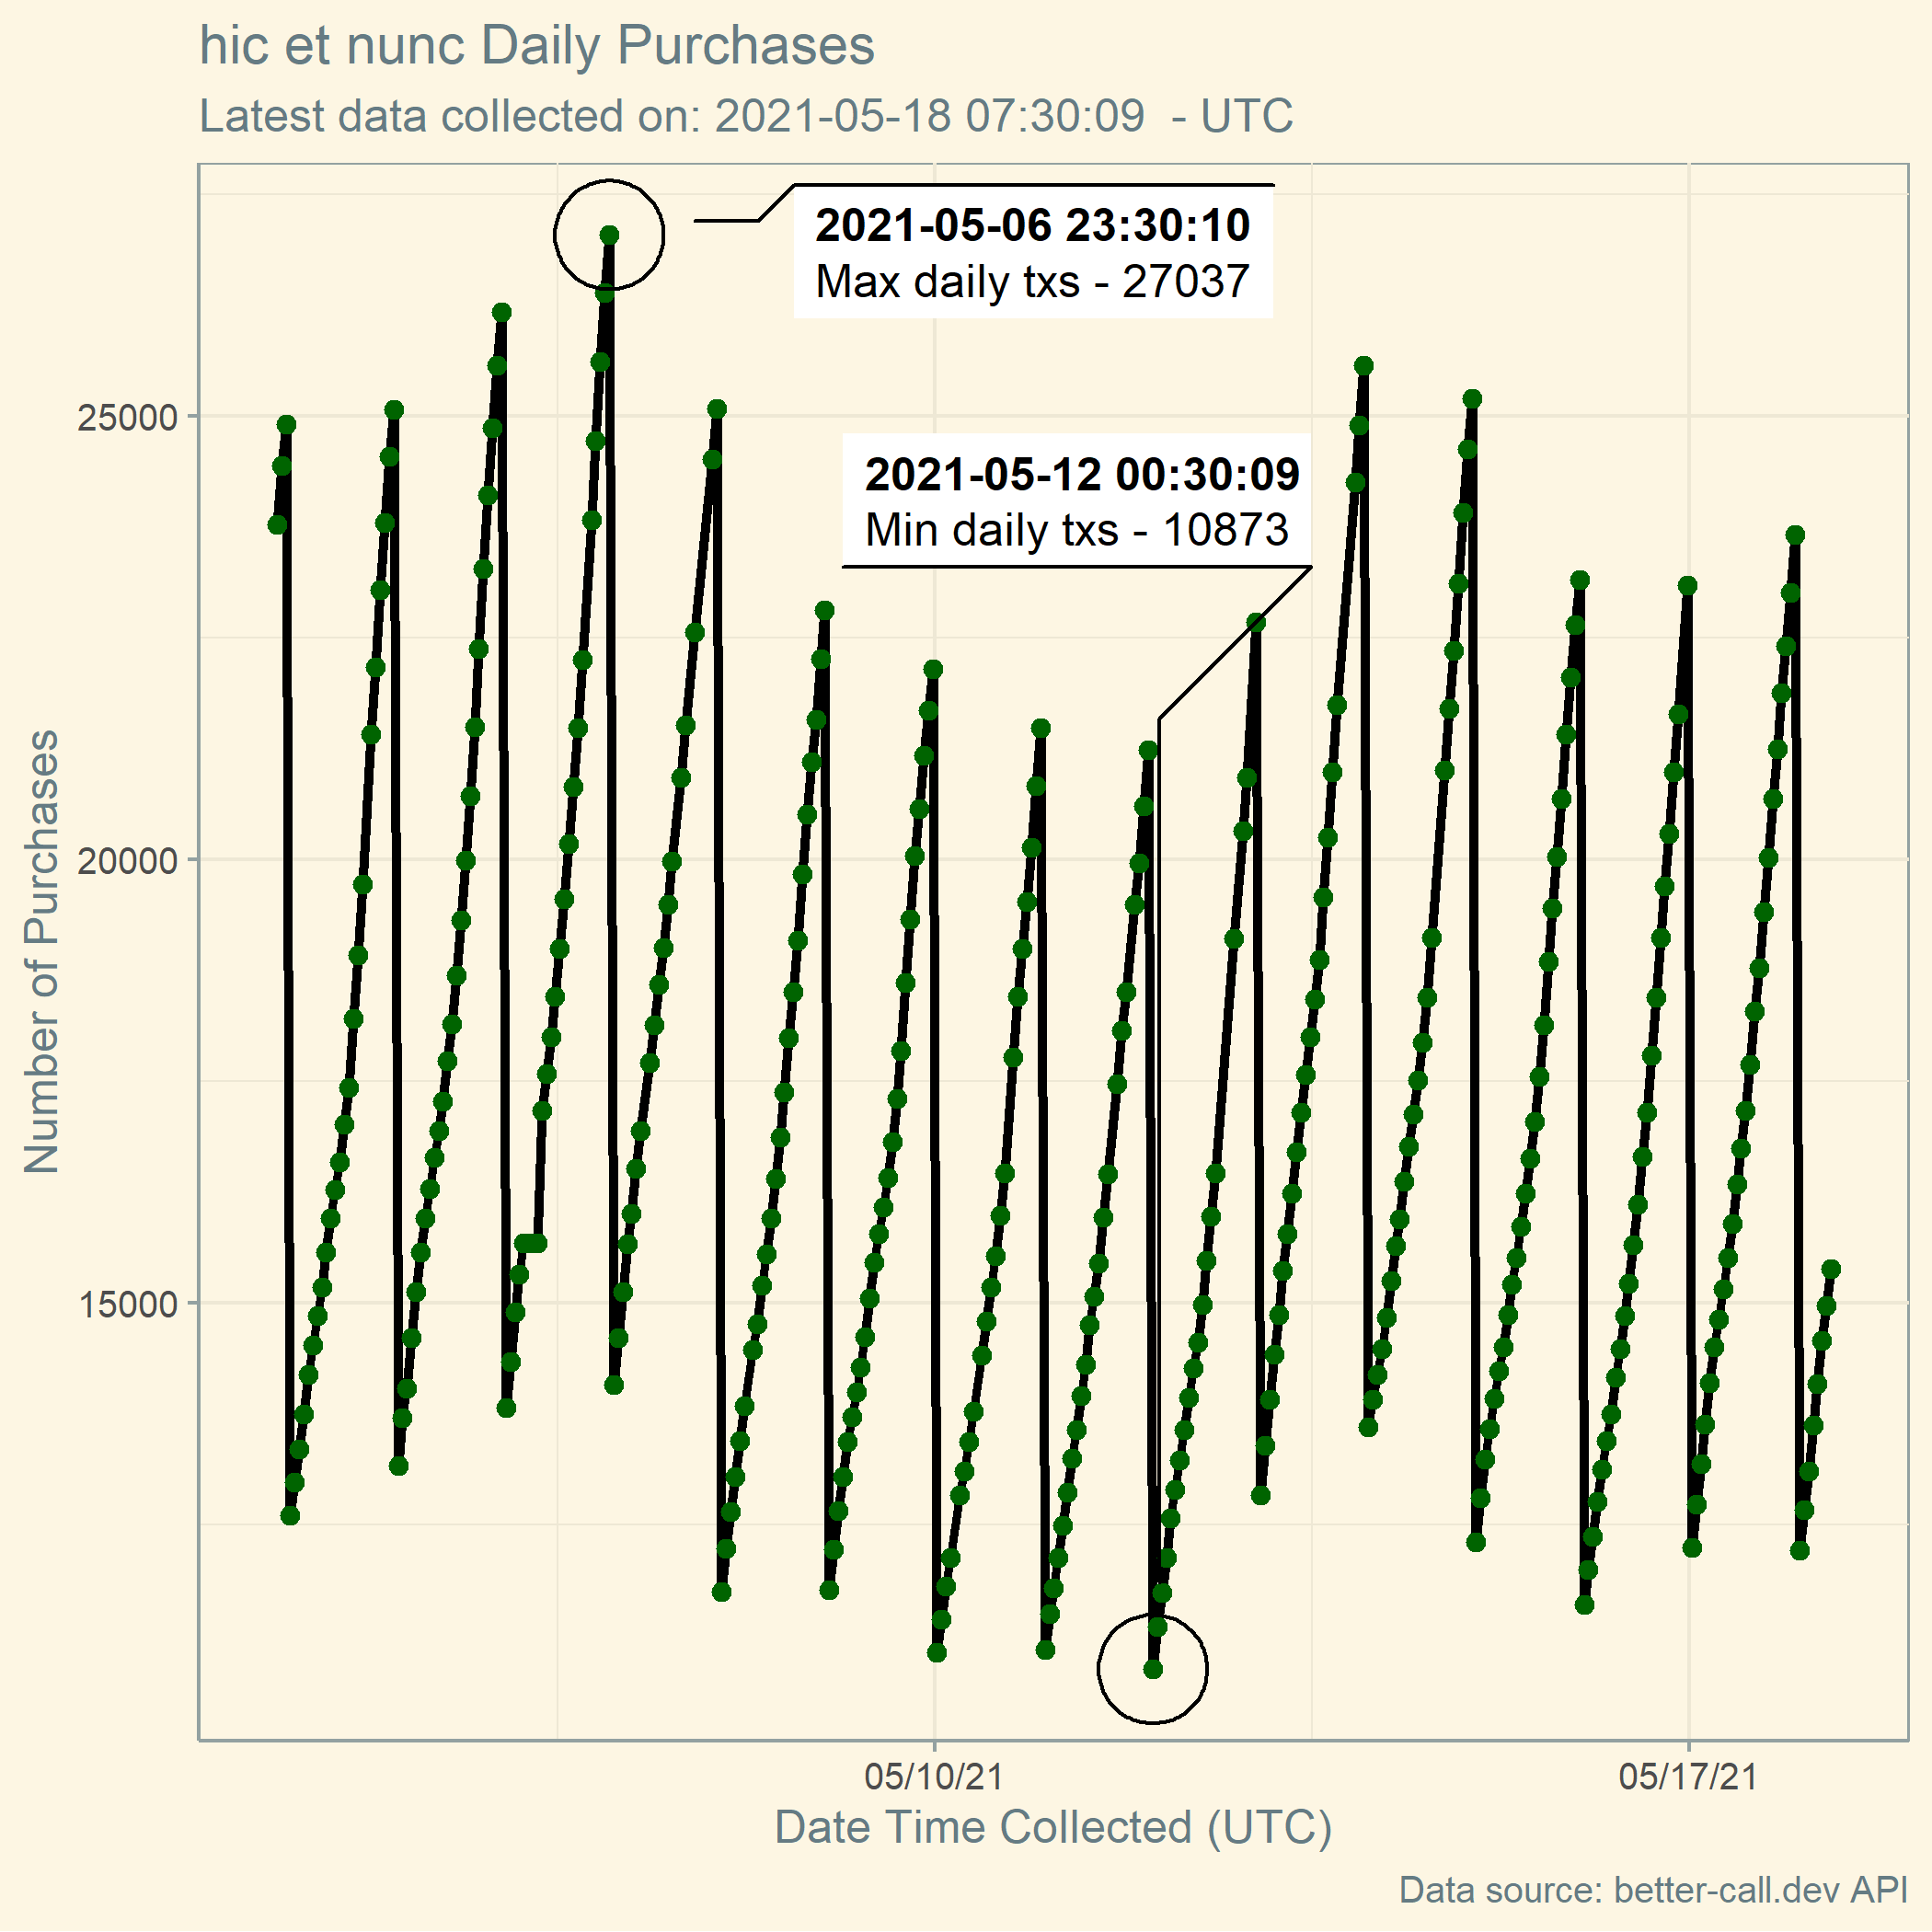 hic et nunc Daily Purchases
Latest data collected on: 2021-05-18 07:30:09  - UTC
2021-05-06 23:30:10
Max daily txs - 27037
2021-05-12 00:30:09
Min daily txs - 10873
Number of Purchases
25000
20000
15000
05/10/21
05/17/21
Date Time Collected (UTC)
Data source: better-call.dev API